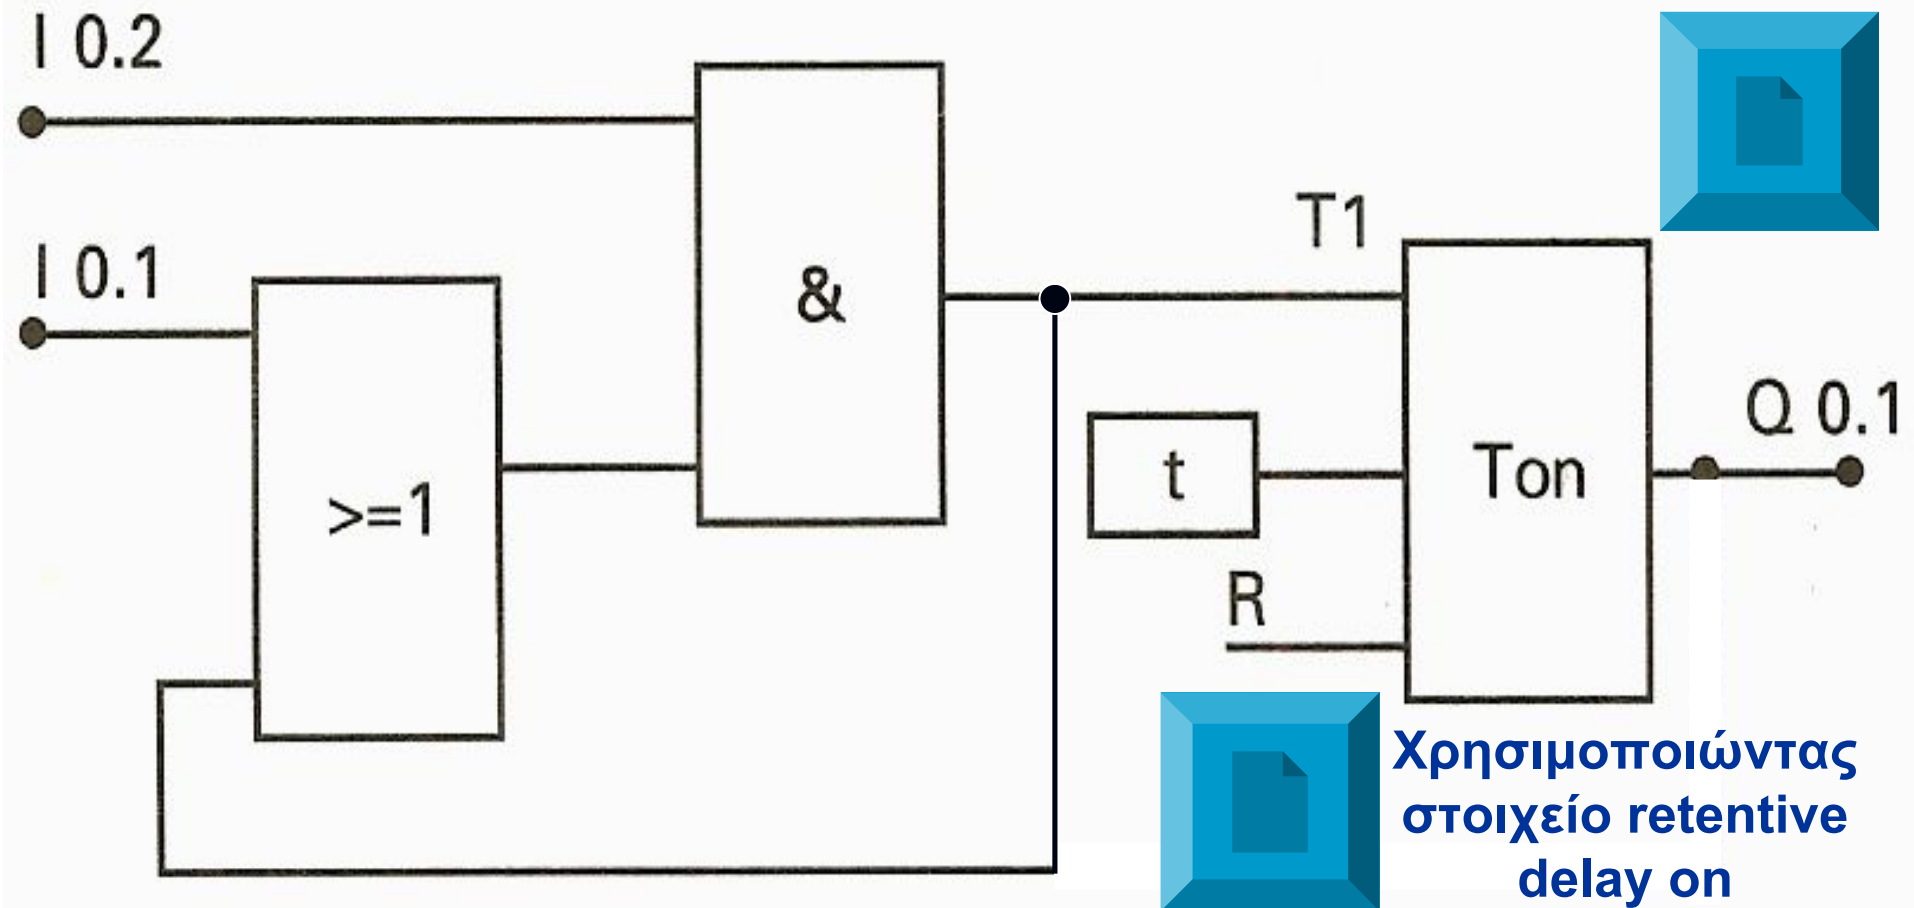 I 0.2
I 0.1
>=1
&
T1
t
R
Ton
Q 0.1
Χρησιμοποιώντας
στοιχείο retentive
delay on